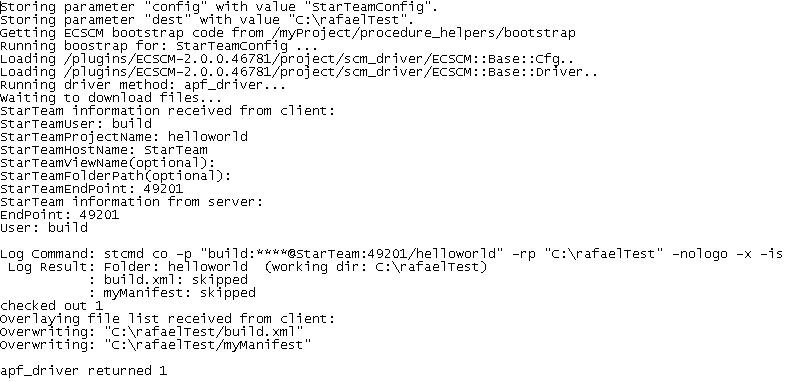 Storing parameter "config" with value "StarTeamConfig".
Storing parameter "dest" with value "C:\rafaelTest".
Getting ECSCM bootstrap code from /myProject/procedure_helpers/bootstrap
Running boostrap for: StarTeamConfig ...
Loading /plugins/ECSCM-2.0.0.46781/project/scm_driver/ECSCM::Base::Cfg..
Loading /plugins/ECSCM-2.0.0.46781/project/scm_driver/ECSCM::Base::Driver..
Running driver method: apf_driver...
Waiting to download files...
StarTeam information received from client:
StarTeamUser: build
StarTeamProjectName: helloworld
StarTeamHostName: StarTeam
StarTeamViewName(optional):
StarTeamFolderPath(optional):
StarTeamEndPoint: 49201
StarTeam information from server:
EndPoint: 49201
User: build
Log Command: stcmd co -p "build:****@StarTeam:49201/helloworld" -rp "C:\rafaelTest" -nologo -x -is
Log Result: Folder: helloworld  (working dir: C:\rafaelTest)
: build.xml: skipped
: myManifest: skipped
checked out 1
Overlaying file list received from client:
Overwriting: "C:\rafaelTest/build.xml"
Overwriting: "C:\rafaelTest/myManifest"
apf_driver returned 1